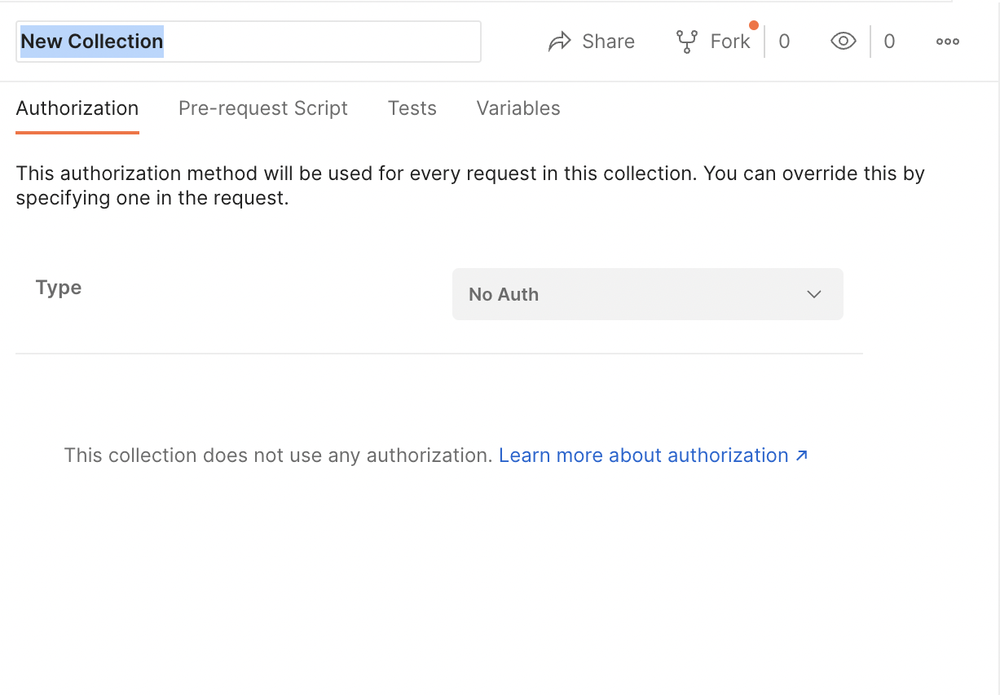 New Collection Share Fork 0 0
Authorization Pre-request Script Tests Variables
This authorization method will be used for every request in this collection. You can override this by
specifying one in the request.
Type No Auth
This collection does not use any authorization. Learn more about authorization ↗